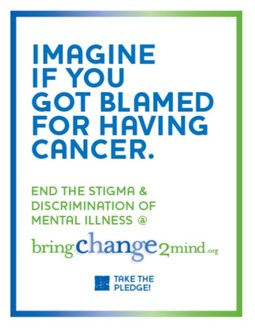 IMAGINE
IF YOU
GOT BLAMED
FOR HAVING
CANCER.
END THE STIGMA &
DISCRIMINATION OF
MENTAL ILLNESS @
bringchange2mind.org
TAKE THE
PLEDGE!